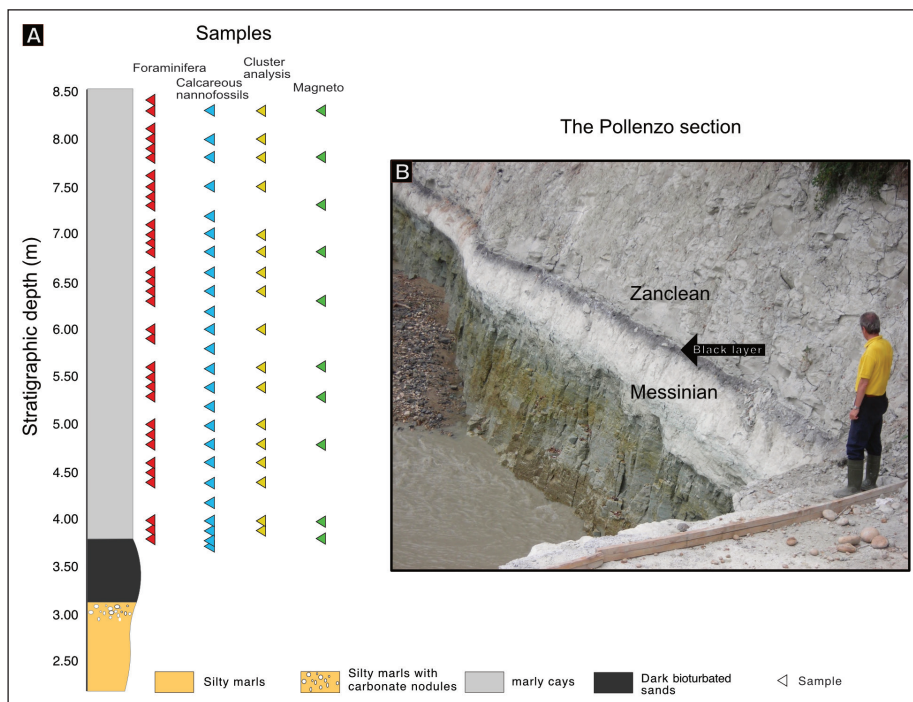 A
Samples
Foraminifera
Calcareous
nannofossils
Cluster
analysis
Magneto
Stratigraphic depth (m)
8.50
8.00
7.50
7.00
6.50
6.00
5.50
5.00
4.50
4.00
3.50
3.00
2.50
The Pollenzo section
B
Zanclean
Black layer
Messinian
Silty marls
Silty marls with
carbonate nodules
marly cays
Dark bioturbated
sands
Sample